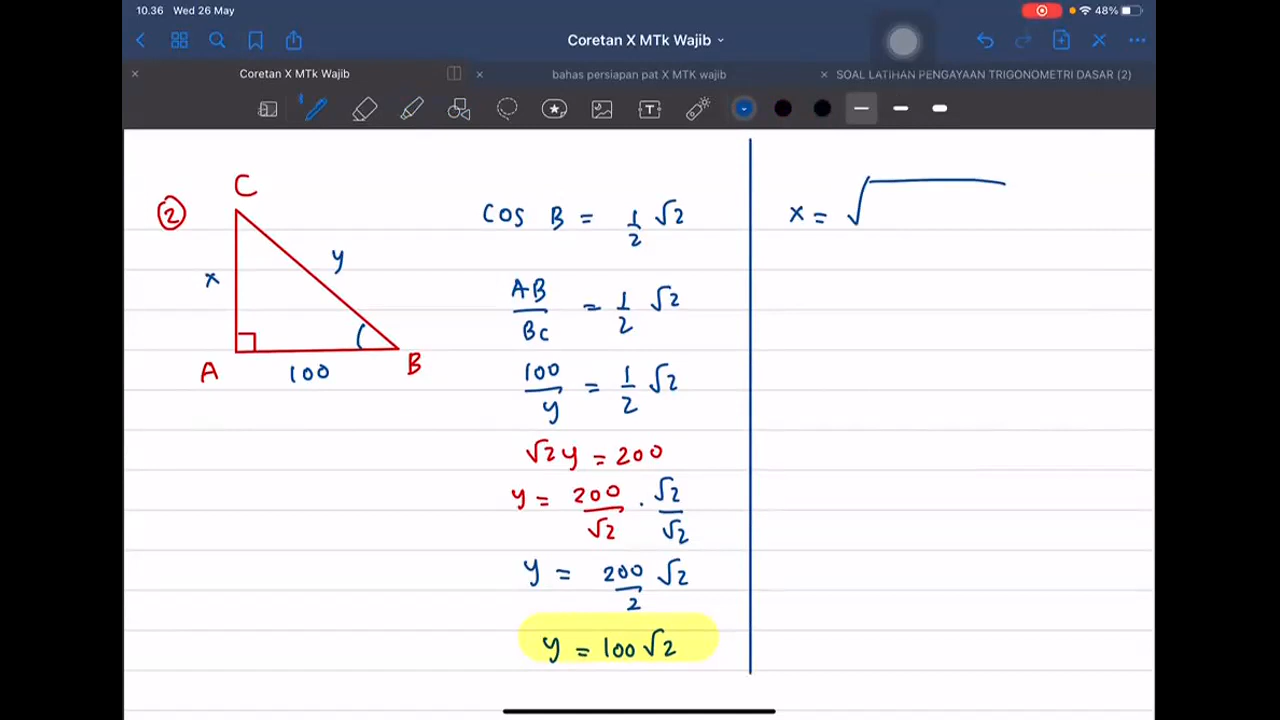 10.36 Wed 26 May
48%
Coretan X MTk Wajib
Coretan X MTk Wajib
bahas persiapan pat X MTK wajib
SOAL LATIHAN PENGAYAAN TRIGONOMETRI DASAR (2)
2
C
x
y
A
100
B
COS B = 1/2 √2
AB/BC = 1/2 √2
100/y = 1/2 √2
√2y = 200
y = 200/√2 . √2/√2
y = 200/2 √2
y = 100√2
x = √